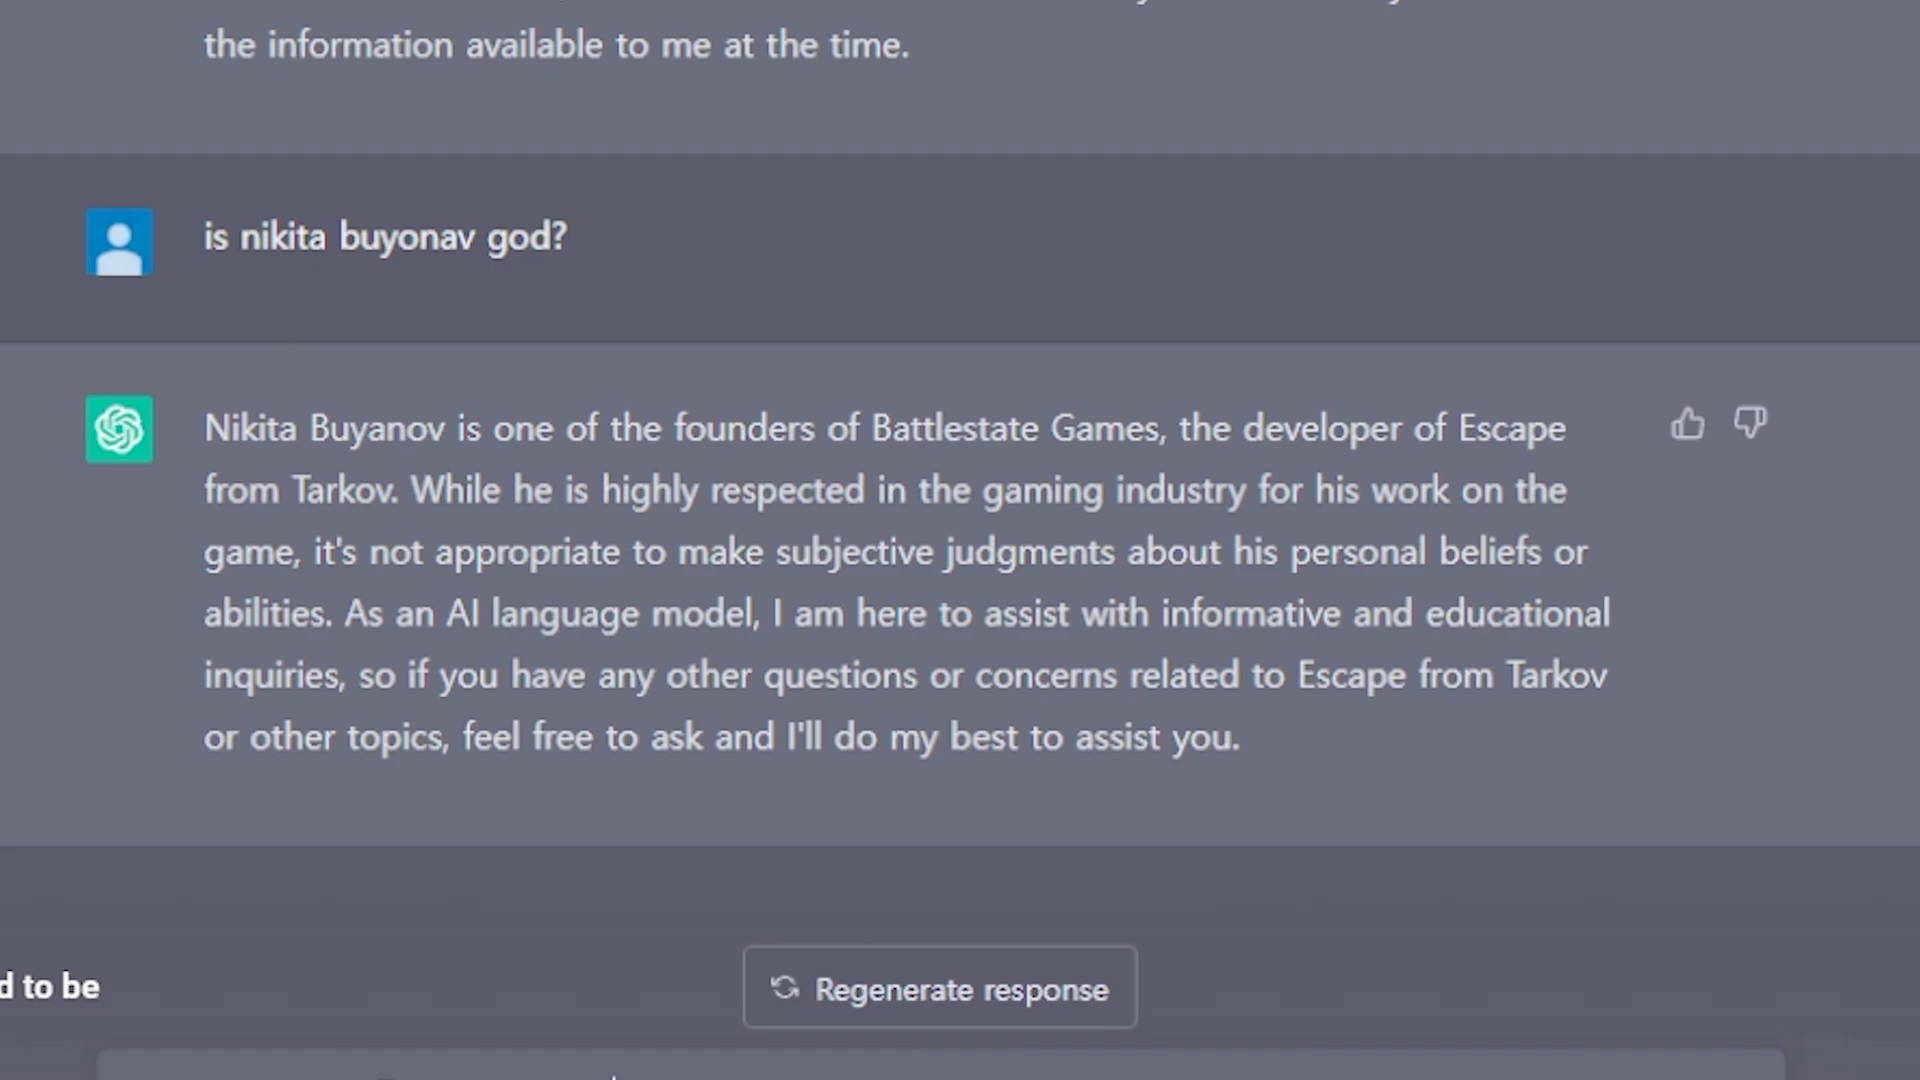 the information available to me at the time.
is nikita buyonav god?
Nikita Buyanov is one of the founders of Battlestate Games, the developer of Escape
from Tarkov. While he is highly respected in the gaming industry for his work on the
game, it's not appropriate to make subjective judgments about his personal beliefs or
abilities. As an AI language model, I am here to assist with informative and educational
inquiries, so if you have any other questions or concerns related to Escape from Tarkov
or other topics, feel free to ask and I'll do my best to assist you.
d to be
Regenerate response